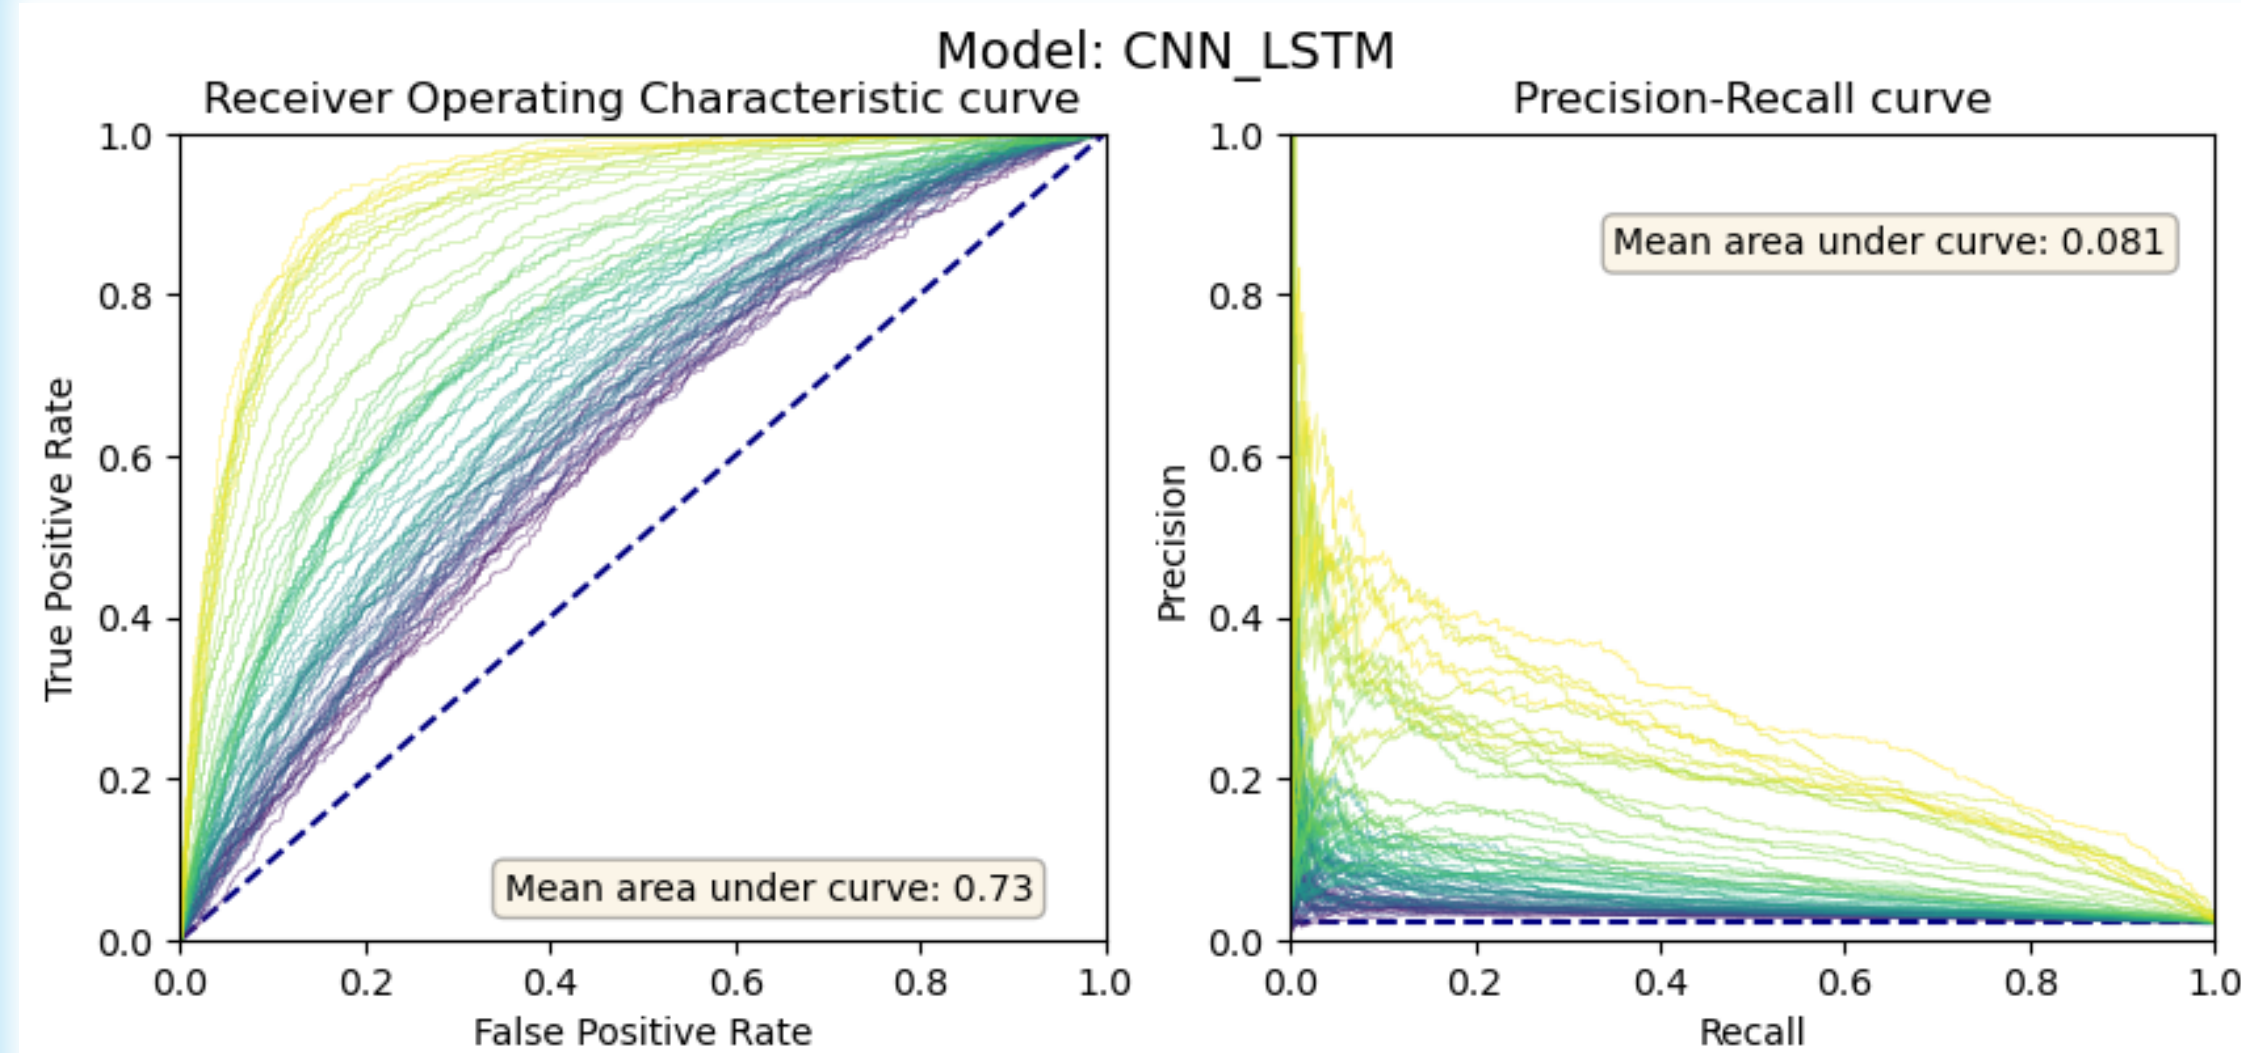 Model: CNN_LSTM
Receiver Operating Characteristic curve
1.0
0.8
0.6
0.4
0.2
0.0
True Positive Rate
Mean area under curve: 0.73
0.0 0.2 0.4 0.6 0.8 1.0
False Positive Rate
Precision-Recall curve
1.0
0.8
0.6
0.4
0.2
0.0
Precision
Mean area under curve: 0.081
0.0 0.2 0.4 0.6 0.8 1.0
Recall